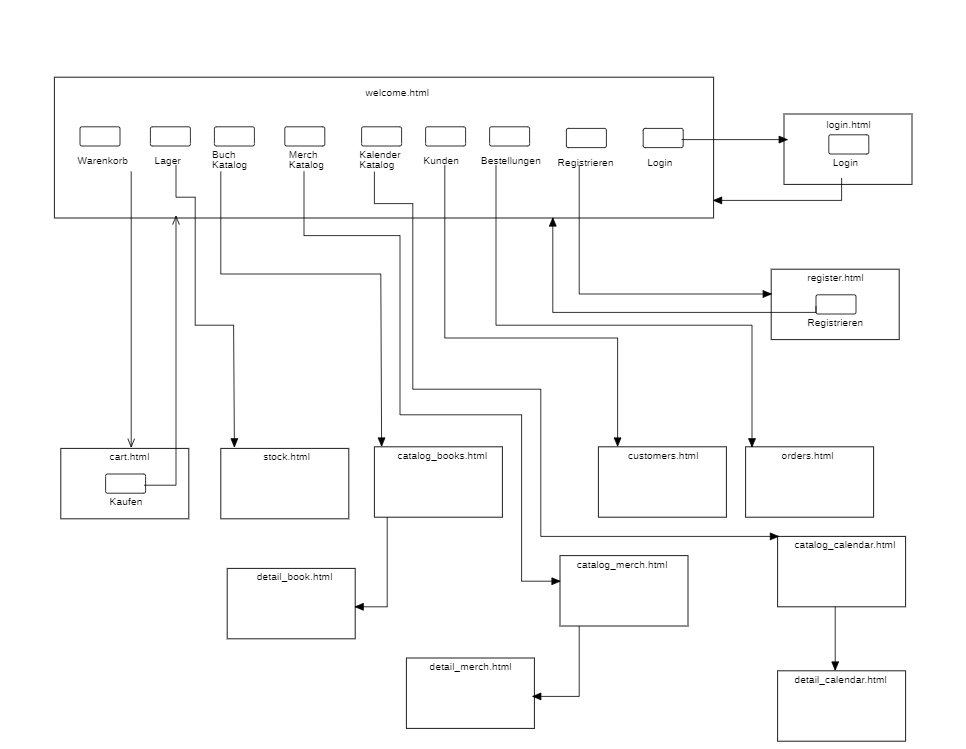 welcome.html
Warenkorb
Lager
Buch
Katalog
Merch
Katalog
Kalender
Katalog
Kunden
Bestellungen
Registrieren
Login
login.html
Login
register.html
Registrieren
cart.html
Kaufen
stock.html
catalog_books.html
customers.html
orders.html
catalog_calendar.html
catalog_merch.html
detail_book.html
detail_merch.html
detail_calendar.html